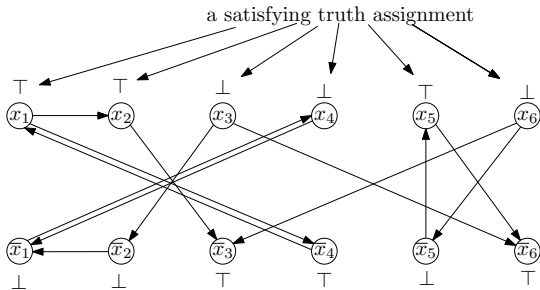 a satisfying truth assignment
⊤ ⊤ ⊥ ⊥ ⊤ ⊥
x₁ x₂ x₃ x₄ x₅ x₆
x̅₁ x̅₂ x̅₃ x̅₄ x̅₅ x̅₆
⊥ ⊥ ⊤ ⊤ ⊥ ⊤